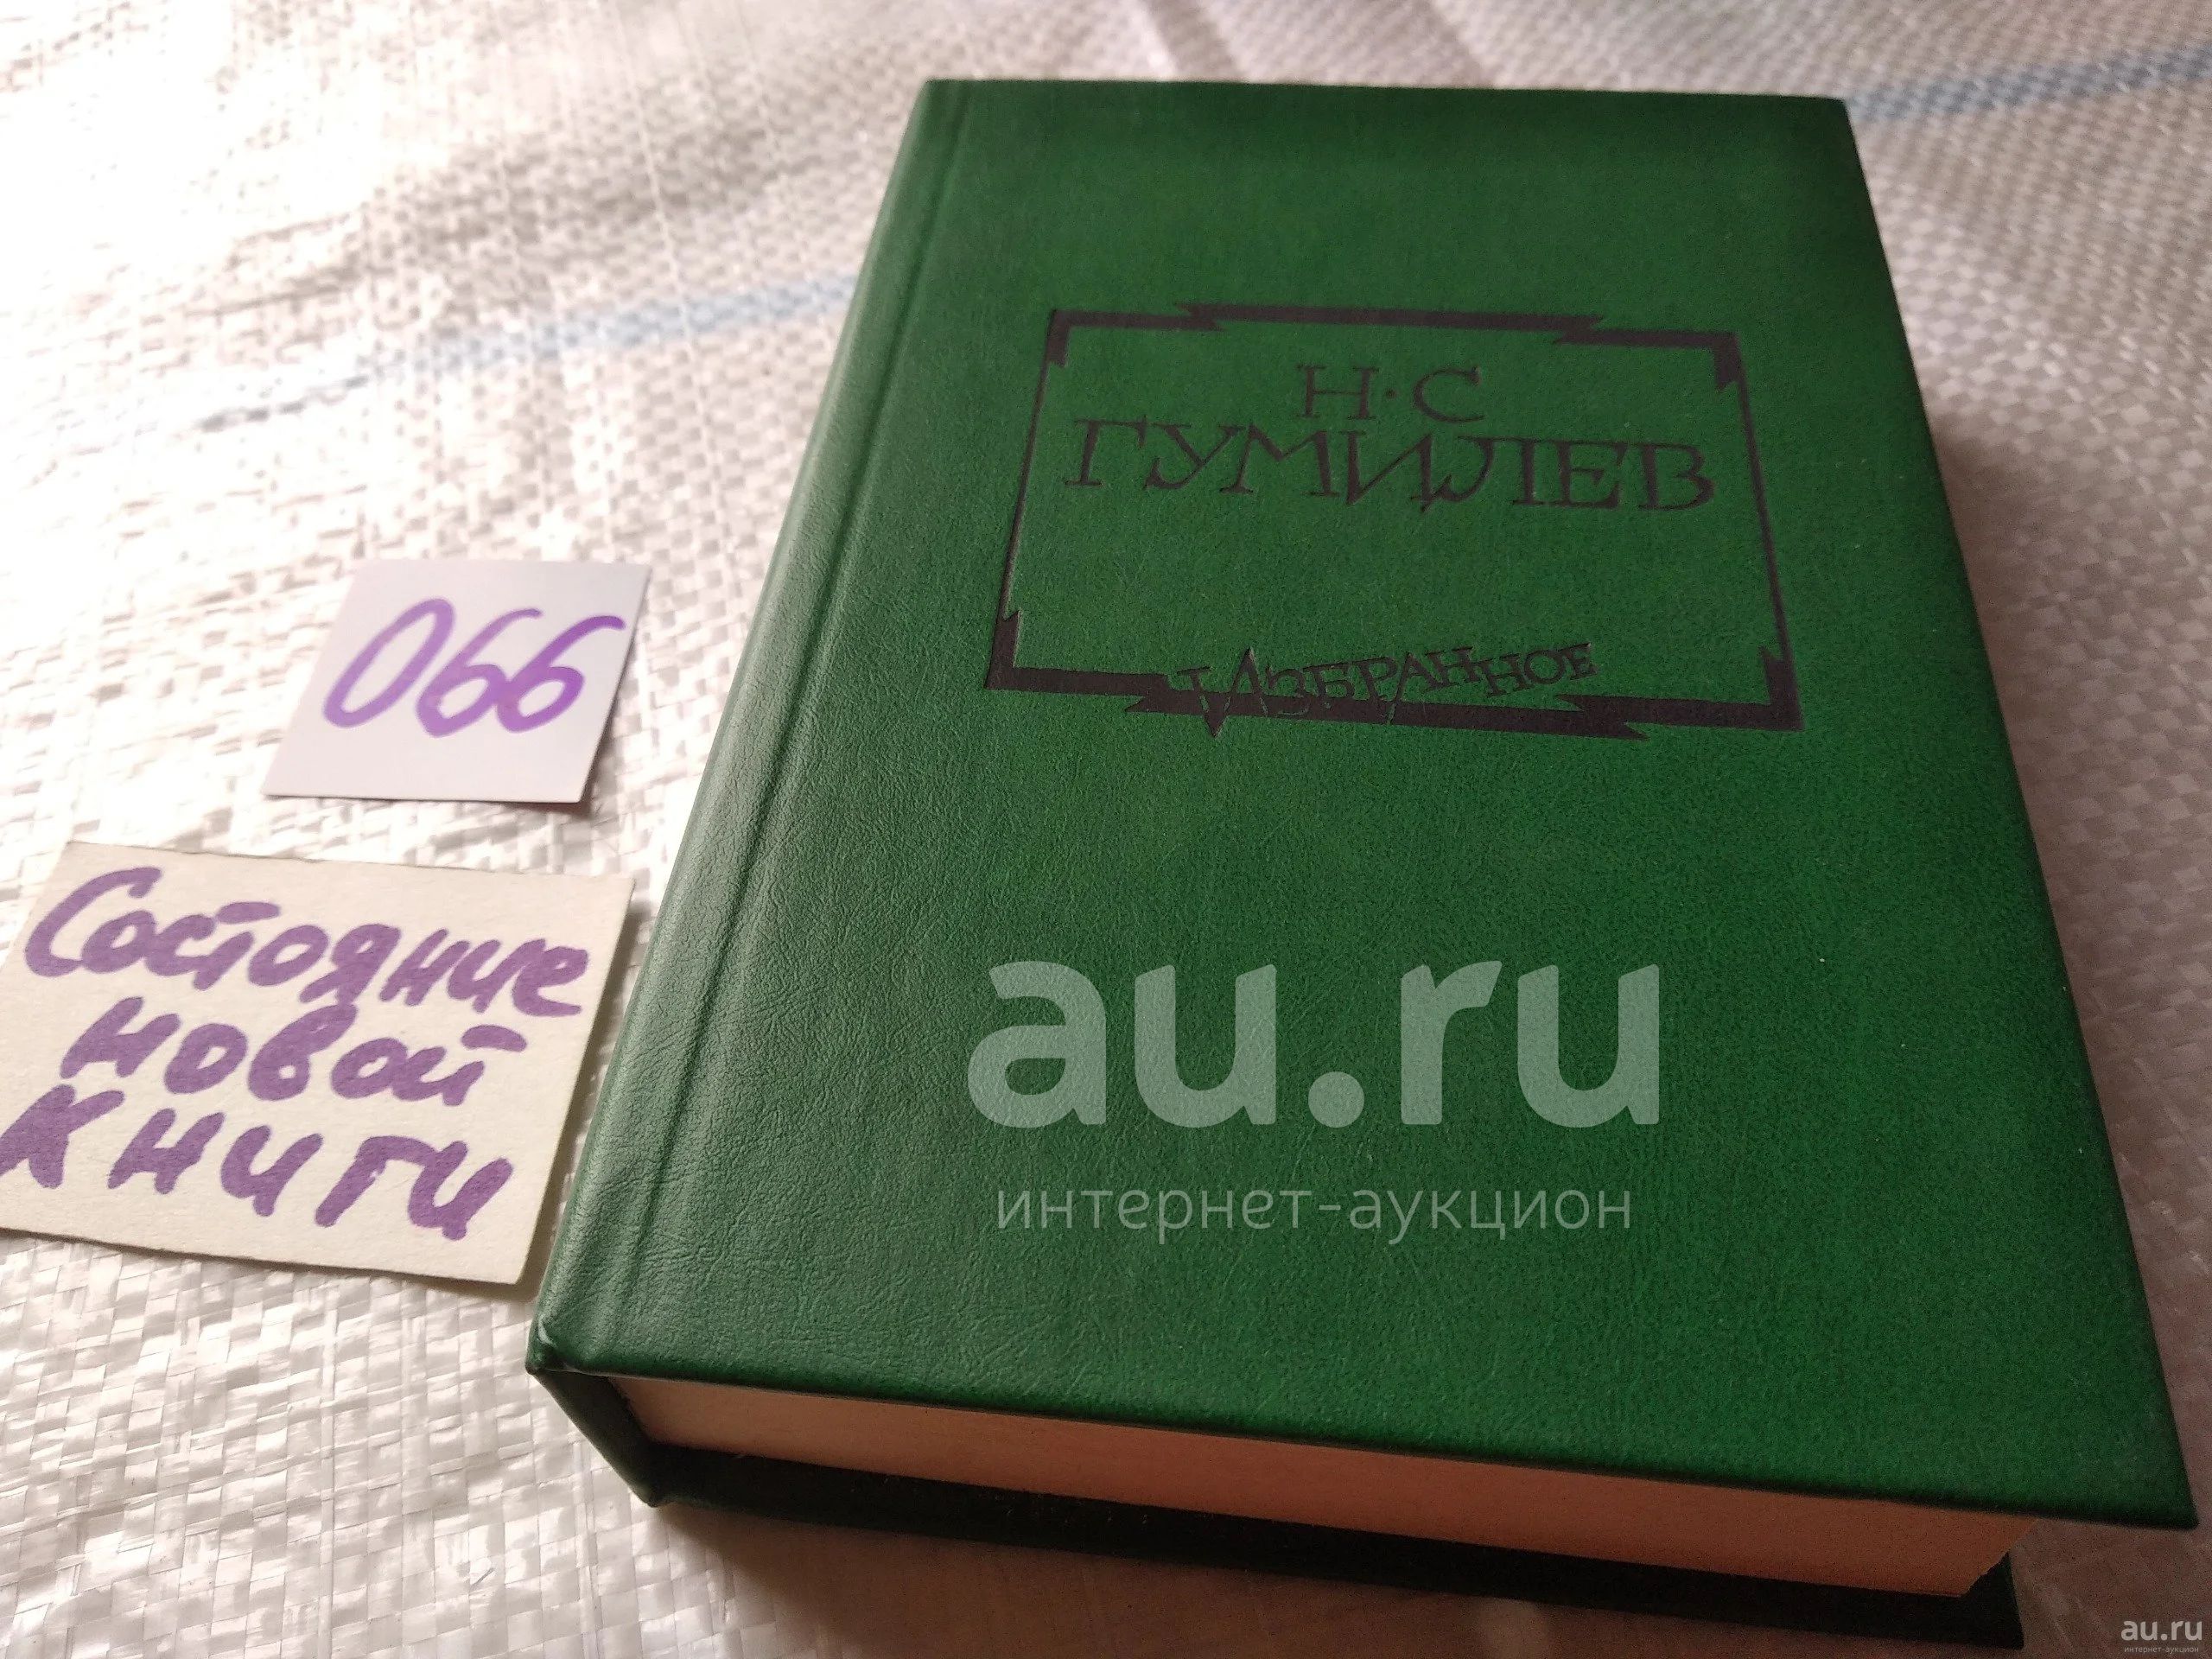 Н·С
ГУМИЛЕВ
ИЗБРАННОЕ
066
Состояние
новой
книги
au.ru
интернет-аукцион
au.ru
интернет-аукцион